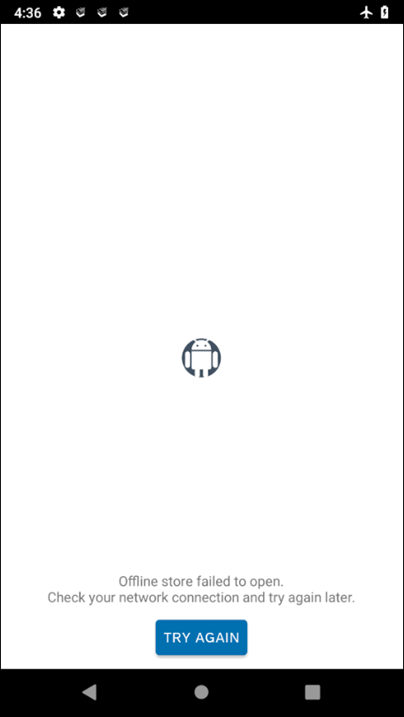 4:36
Offline store failed to open.
Check your network connection and try again later.
TRY AGAIN